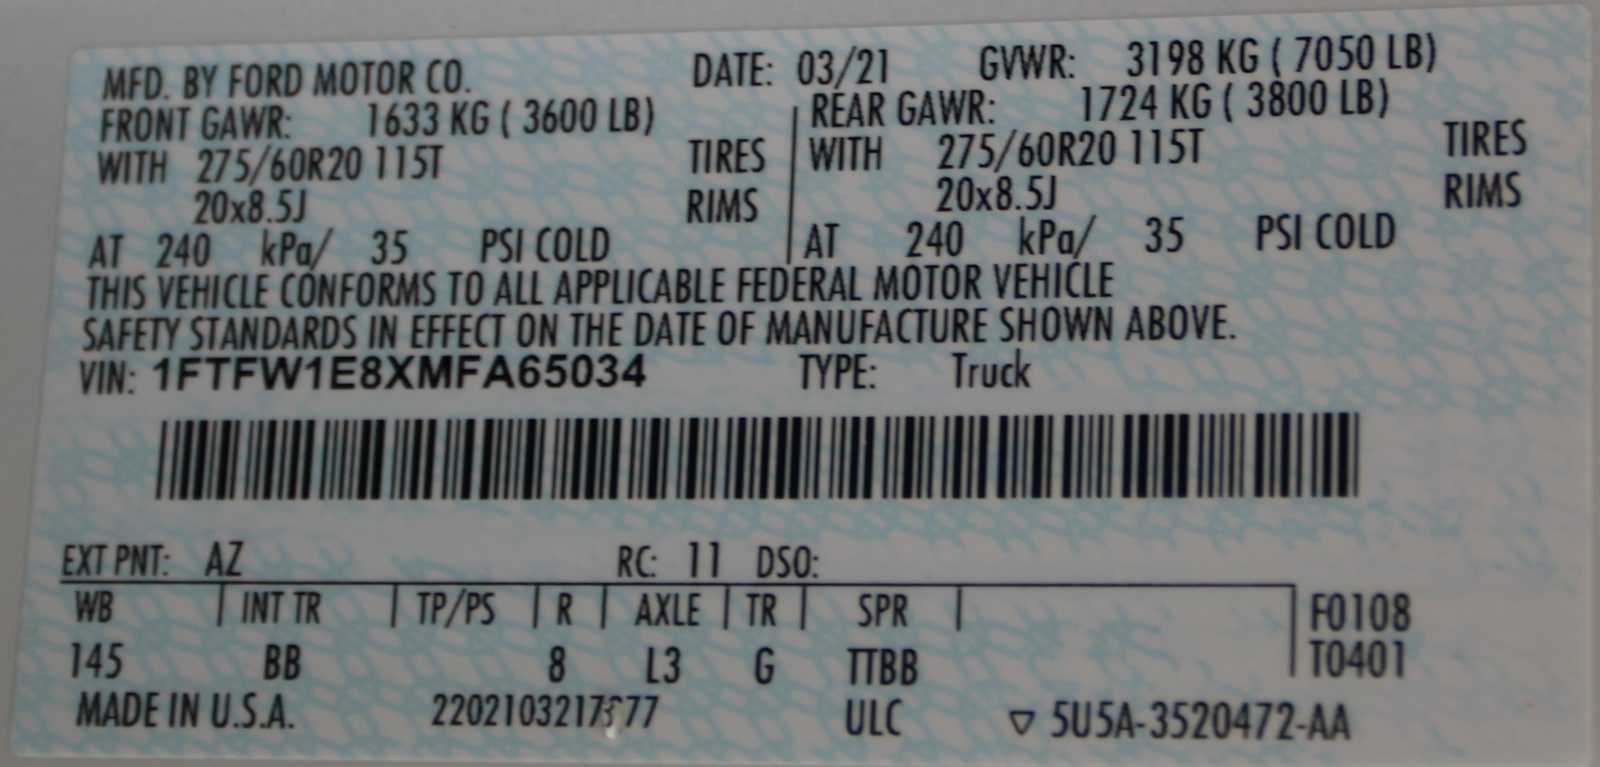 MFD. BY FORD MOTOR CO. DATE: 03/21 GVWR: 3198 KG ( 7050 LB)
FRONT GAWR: 1633 KG ( 3600 LB) REAR GAWR: 1724 KG ( 3800 LB)
WITH 275/60R20 115T TIRES WITH 275/60R20 115T TIRES
20x8.5J RIMS 20x8.5J RIMS
AT 240 kPa/ 35 PSI COLD AT 240 kPa/ 35 PSI COLD
THIS VEHICLE CONFORMS TO ALL APPLICABLE FEDERAL MOTOR VEHICLE
SAFETY STANDARDS IN EFFECT ON THE DATE OF MANUFACTURE SHOWN ABOVE.
VIN: 1FTFW1E8XMFA65034 TYPE: Truck
EXT PNT: AZ RC: 11 DSO:
WB INT TR TP/PS R AXLE TR SPR F0108
145 BB 8 L3 G TTBB T0401
MADE IN U.S.A. ULC ▽ 5U5A-3520472-AA